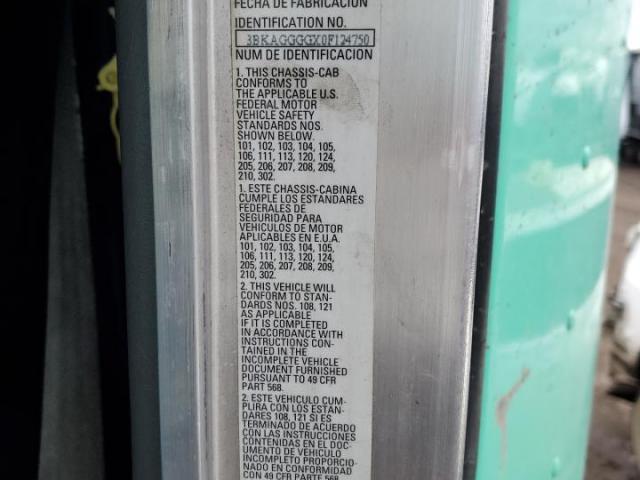 FECHA DE FABRICACION
IDENTIFICATION NO.
3BKAGGGGX0F124750
NUM DE IDENTIFICACION
1. THIS CHASSIS-CAB
CONFORMS TO
THE APPLICABLE U.S.
FEDERAL MOTOR
VEHICLE SAFETY
STANDARDS NOS.
SHOWN BELOW.
101, 102, 103, 104, 105,
106, 111, 113, 120, 124,
205, 206, 207, 208, 209,
210, 302.
1. ESTE CHASSIS-CABINA
CUMPLE LOS ESTANDARES
FEDERALES DE
SEGURIDAD PARA
VEHICULOS DE MOTOR
APLICABLES EN E.U.A.
101, 102, 103, 104, 105,
106, 111, 113, 120, 124,
205, 206, 207, 208, 209,
210, 302.
2. THIS VEHICLE WILL
CONFORM TO STAN-
DARDS NOS. 108, 121
AS APPLICABLE
IF IT IS COMPLETED
IN ACCORDANCE WITH
INSTRUCTIONS CON-
TAINED IN THE
INCOMPLETE VEHICLE
DOCUMENT FURNISHED
PURSUANT TO 49 CFR
PART 568.
2. ESTE VEHICULO CUM-
PLIRA CON LOS ESTAN-
DARES 108, 121 SI ES
TERMINADO DE ACUERDO
CON LAS INSTRUCCIONES
CONTENIDAS EN EL DOC-
UMENTO DE VEHICULO
INCOMPLETO PROPORCIO-
NADO EN CONFORMIDAD
CON 49 CFR PARTE 568.